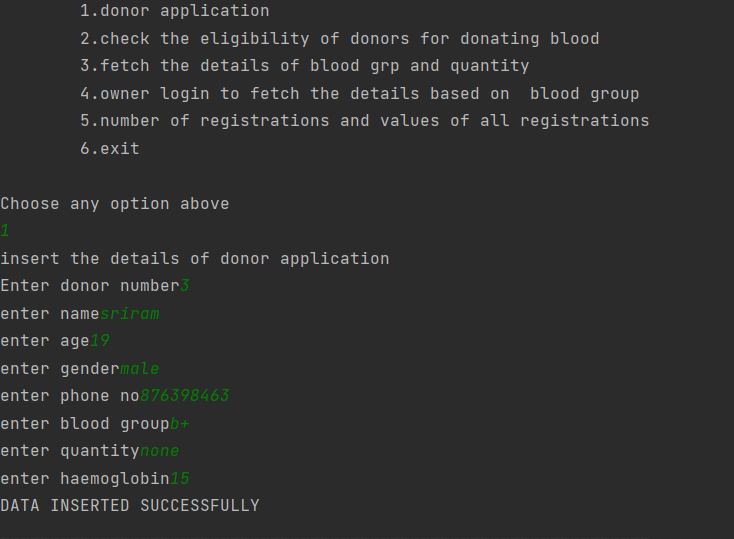 1.donor application
2.check the eligibility of donors for donating blood
3.fetch the details of blood grp and quantity
4.owner login to fetch the details based on  blood group
5.number of registrations and values of all registrations
6.exit
Choose any option above
1
insert the details of donor application
Enter donor number3
enter namesriram
enter age19
enter gendermale
enter phone no876398463
enter blood groupb+
enter quantitynone
enter haemoglobin15
DATA INSERTED SUCCESSFULLY